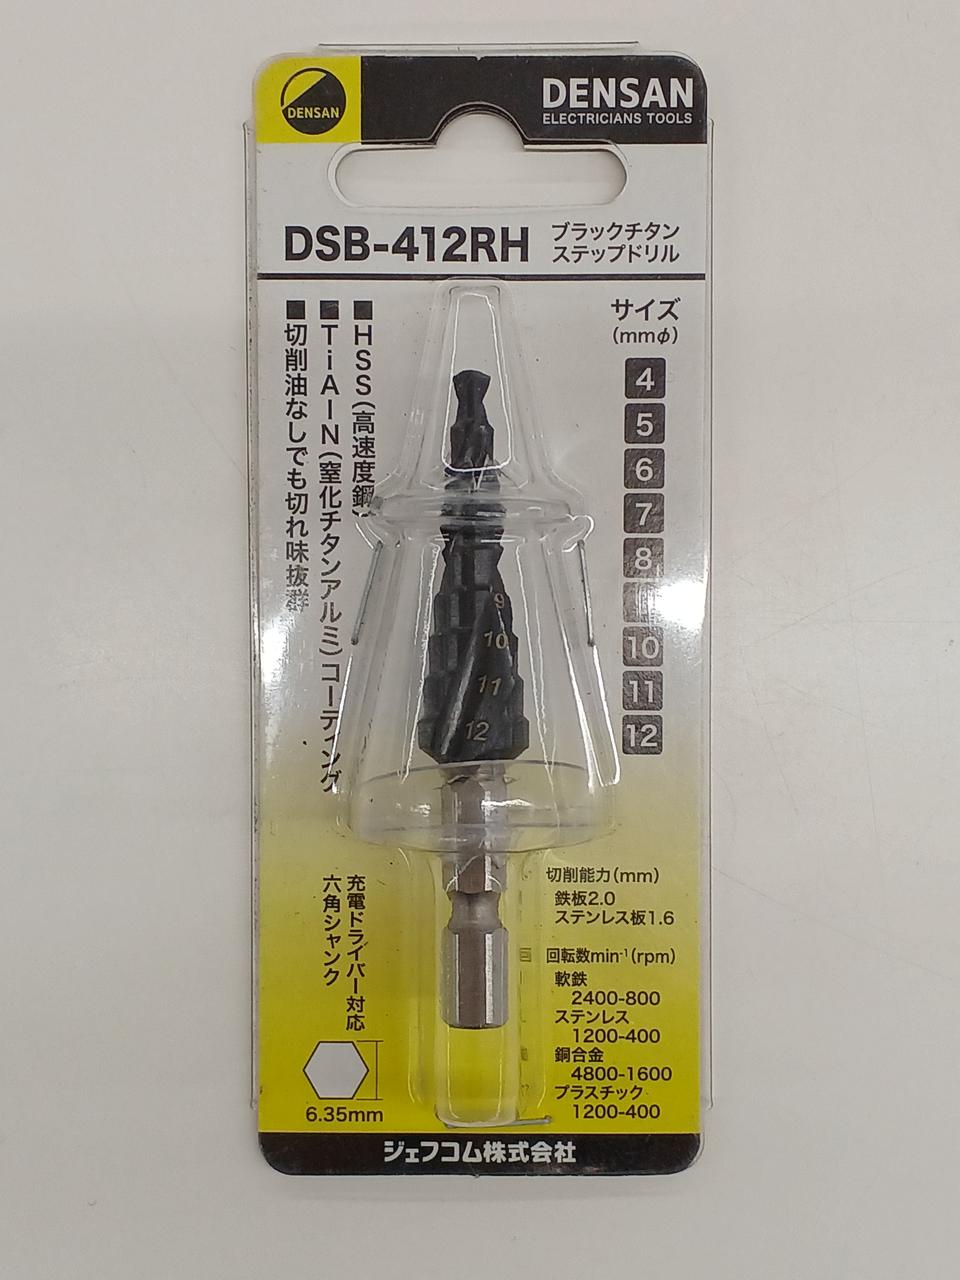 DENSAN
DENSAN
ELECTRICIANS TOOLS
DSB-412RH
ブラックチタン
ステップドリル
■HSS(高速度鋼)
■TiAlN(窒化チタンアルミ)コーティング
■切削油なしでも切れ味抜群
サイズ
(mmφ)
4
5
6
7
8
10
11
12
9
10
11
12
充電ドライバー対応
六角シャンク
6.35mm
切削能力(mm)
鉄板2.0
ステンレス板1.6
回転数min⁻¹(rpm)
軟鉄
2400-800
ステンレス
1200-400
銅合金
4800-1600
プラスチック
1200-400
ジェフコム株式会社